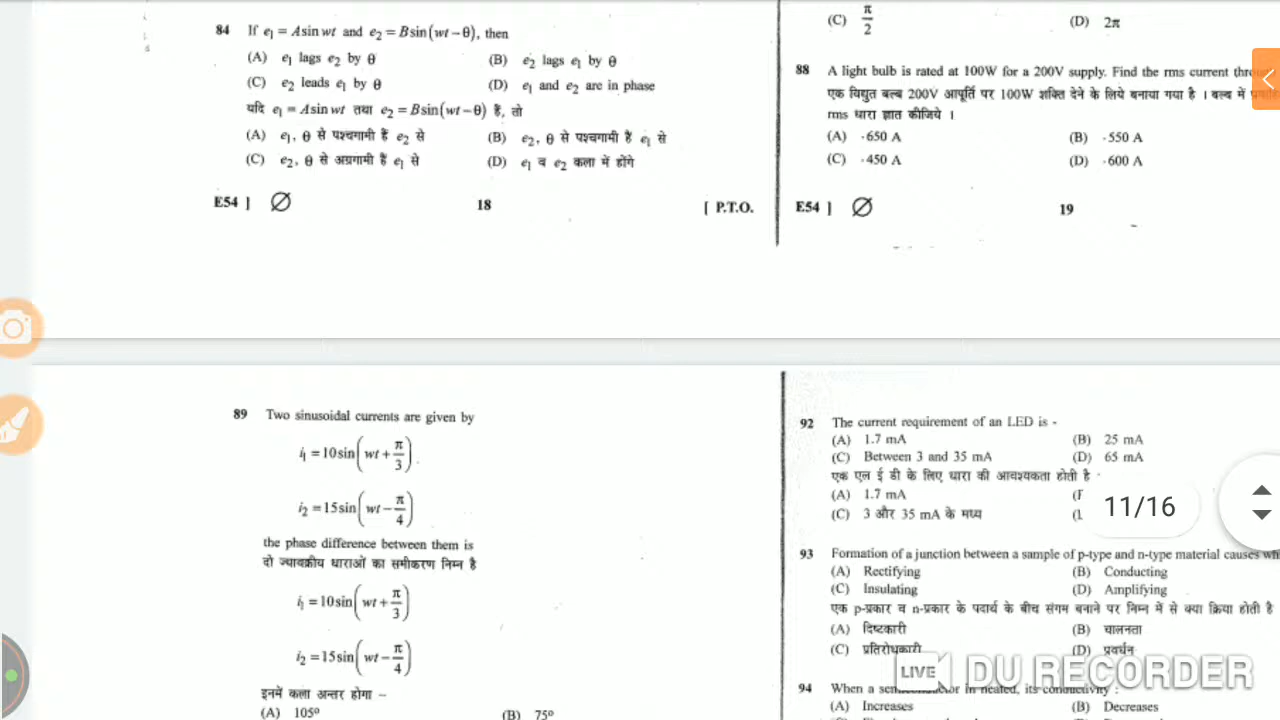 84 If e₁ = A sin wt and e₂ = B sin(wt − θ), then
(A) e₁ lags e₂ by θ (B) e₂ lags e₁ by θ
(C) e₂ leads e₁ by θ (D) e₁ and e₂ are in phase
यदि e₁ = A sin wt तथा e₂ = B sin(wt − θ) हैं, तो
(A) e₁, θ से पश्चगामी हैं e₂ से (B) e₂, θ से पश्चगामी हैं e₁ से
(C) e₂, θ से अग्रगामी हैं e₁ से (D) e₁ व e₂ कला में होंगे
E54 ] ∅ 18 [ P.T.O.
(C) π/2 (D) 2π
88 A light bulb is rated at 100W for a 200V supply. Find the rms current
एक विद्युत बल्ब 200V आपूर्ति पर 100W शक्ति देने के लिये बनाया गया है । बल्ब में
rms धारा ज्ञात कीजिये ।
(A) ·650 A (B) ·550 A
(C) ·450 A (D) ·600 A
E54 ] ∅ 19
89 Two sinusoidal currents are given by
i₁ = 10 sin(wt + π/3)
i₂ = 15 sin(wt − π/4)
the phase difference between them is
दो ज्यावक्रीय धाराओं का समीकरण निम्न है
i₁ = 10 sin(wt + π/3)
i₂ = 15 sin(wt − π/4)
इनमें कला अन्तर होगा –
(A) 105° (B) 75°
92 The current requirement of an LED is -
(A) 1.7 mA (B) 25 mA
(C) Between 3 and 35 mA (D) 65 mA
एक एल ई डी के लिए धारा की आवश्यकता होती है -
(A) 1.7 mA
(C) 3 और 35 mA के मध्य
11/16
93 Formation of a junction between a sample of p-type and n-type material causes
(A) Rectifying (B) Conducting
(C) Insulating (D) Amplifying
एक p-प्रकार व n-प्रकार के पदार्थ के बीच संगम बनाने पर निम्न में से क्या क्रिया होती है
(A) दिष्टकारी (B) चालनता
(C) प्रतिरोधकारी (D) प्रवर्धन
LIVE DU RECORDER
94 When a semiconductor in heated, its conductivity :
(A) Increases (B) Decreases